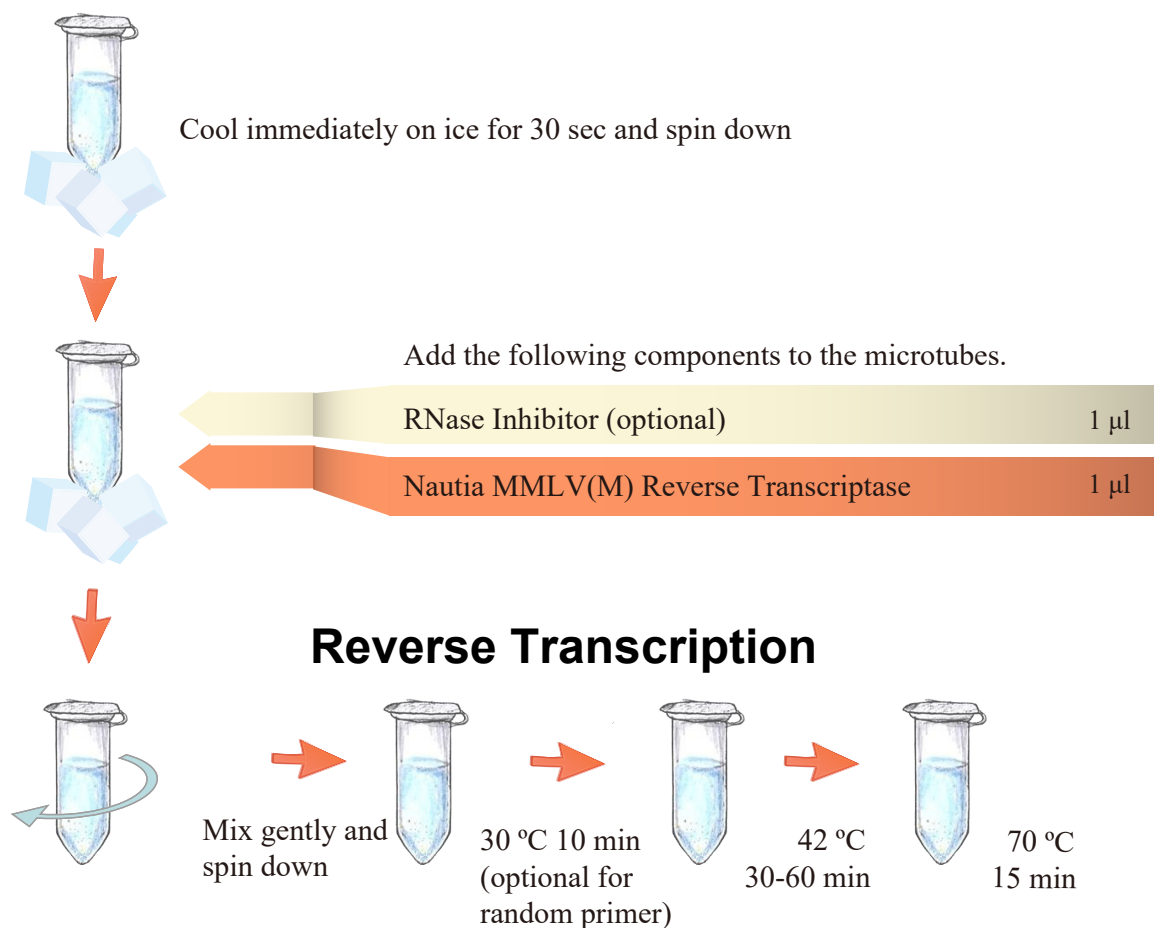 Cool immediately on ice for 30 sec and spin down
Add the following components to the microtubes.
RNase Inhibitor (optional) 1 μl
Nautia MMLV(M) Reverse Transcriptase 1 μl
Reverse Transcription
Mix gently and
spin down
30 ºC 10 min
(optional for
random primer)
42 ºC
30-60 min
70 ºC
15 min